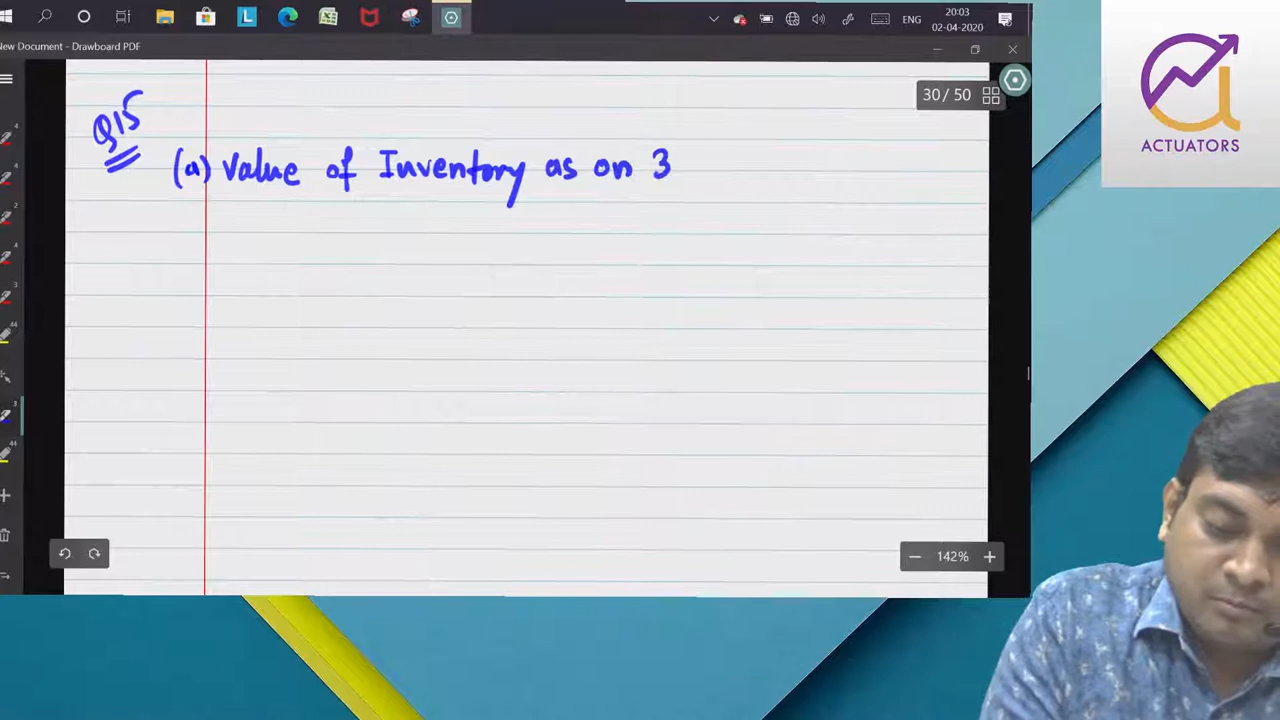 20:03
ENG
02-04-2020
New Document - Drawboard PDF
30 / 50
ACTUATORS
Q15
(a) Value of Inventory as on 3
142%